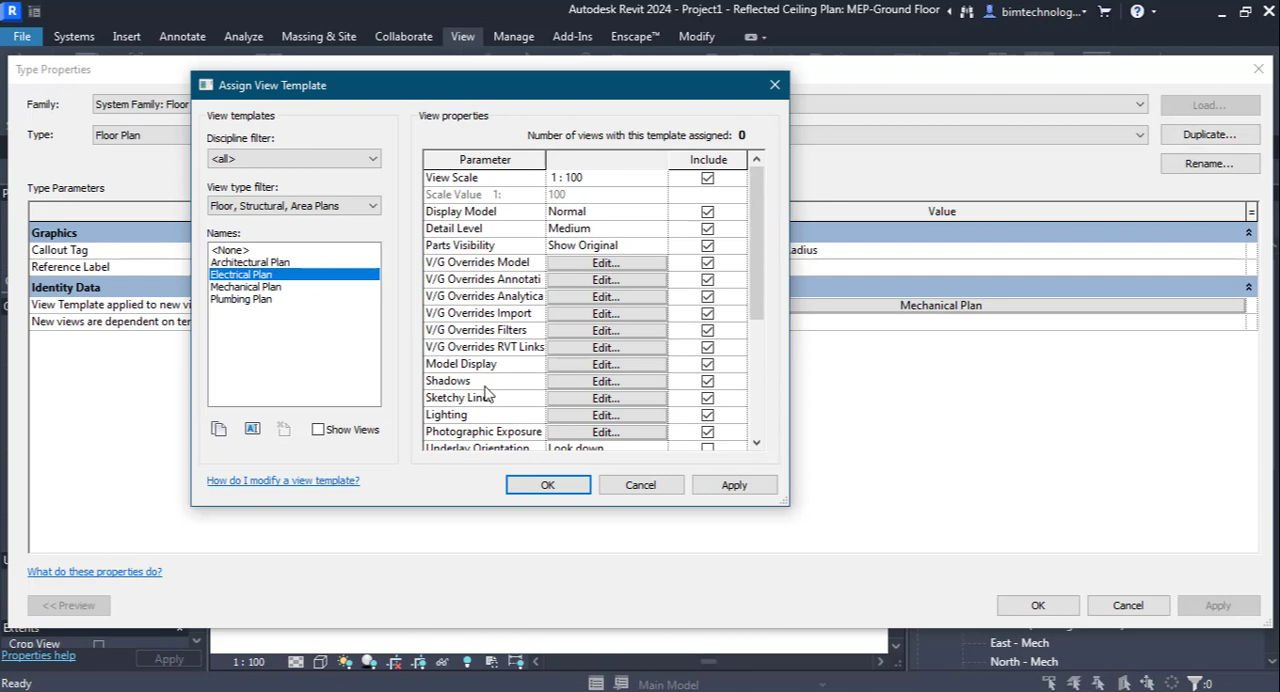 R Autodesk Revit 2024 - Project1 - Reflected Ceiling Plan: MEP-Ground Floor bimtechnolog...
File Systems Insert Annotate Analyze Massing & Site Collaborate View Manage Add-Ins Enscape™ Modify
Type Properties
Family: System Family: Floor Load...
Type: Floor Plan Duplicate...
Rename...
Type Parameters
Value =
Graphics
Callout Tag adius
Reference Label
Identity Data
View Template applied to new vi Mechanical Plan
New views are dependent on ten
What do these properties do?
<< Preview OK Cancel Apply
Assign View Template
View templates
Discipline filter:
<all>
View type filter:
Floor, Structural, Area Plans
Names:
<None>
Architectural Plan
Electrical Plan
Mechanical Plan
Plumbing Plan
Show Views
How do I modify a view template?
View properties
Number of views with this template assigned: 0
Parameter Include
View Scale 1 : 100
Scale Value 1: 100
Display Model Normal
Detail Level Medium
Parts Visibility Show Original
V/G Overrides Model Edit...
V/G Overrides Annotati Edit...
V/G Overrides Analytica Edit...
V/G Overrides Import Edit...
V/G Overrides Filters Edit...
V/G Overrides RVT Links Edit...
Model Display Edit...
Shadows Edit...
Sketchy Lines Edit...
Lighting Edit...
Photographic Exposure Edit...
Underlay Orientation Look down
OK Cancel Apply
Extents
Crop View
Properties help Apply
1 : 100
East - Mech
North - Mech
Ready Main Model :0